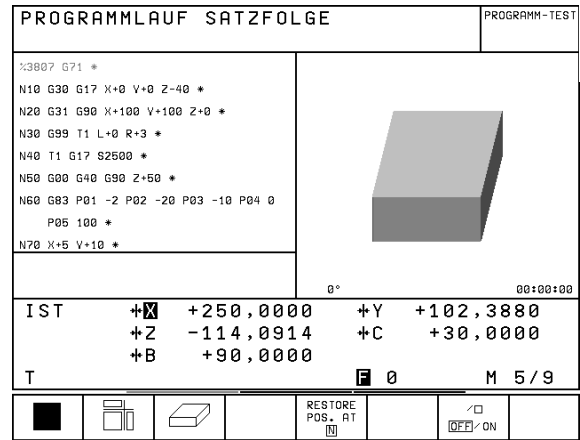 PROGRAMMLAUF SATZFOLGE
PROGRAMM-TEST
%3807 G71 *
N10 G30 G17 X+0 Y+0 Z-40 *
N20 G31 G90 X+100 Y+100 Z+0 *
N30 G99 T1 L+0 R+3 *
N40 T1 G17 S2500 *
N50 G00 G40 G90 Z+50 *
N60 G83 P01 -2 P02 -20 P03 -10 P04 0
P05 100 *
N70 X+5 Y+10 *
0° 00:00:00
IST X +250,0000 Y +102,3880
Z -114,0914 C +30,0000
B +90,0000
T F 0 M 5/9
RESTORE
POS. AT
N
OFF / ON